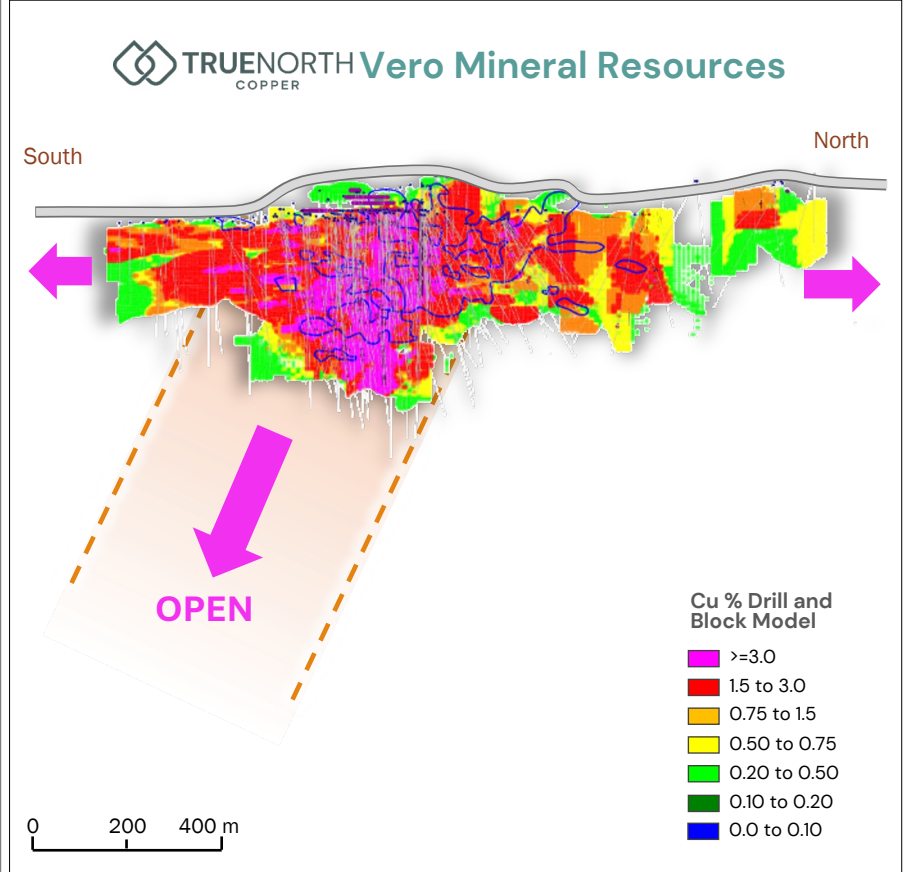 TRUENORTH
COPPER
Vero Mineral Resources
South
North
OPEN
Cu % Drill and
Block Model
>=3.0
1.5 to 3.0
0.75 to 1.5
0.50 to 0.75
0.20 to 0.50
0.10 to 0.20
0.0 to 0.10
0 200 400 m